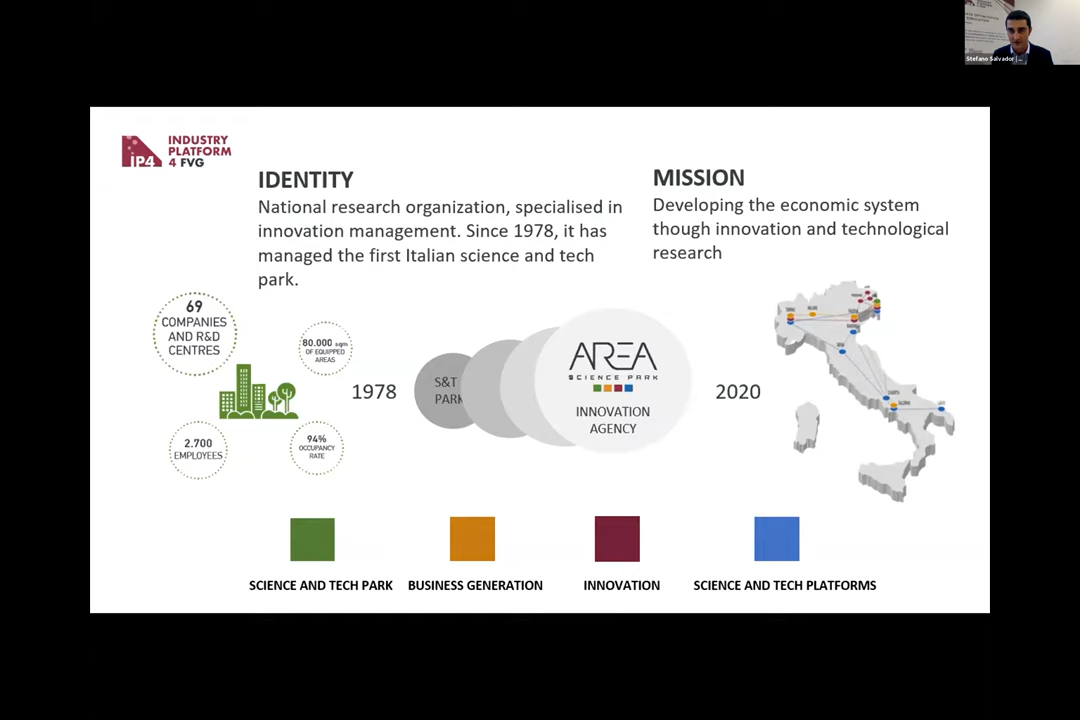 Stefano Salvador | ...
INDUSTRY
PLATFORM
4 FVG
IP4
IDENTITY
National research organization, specialised in
innovation management. Since 1978, it has
managed the first Italian science and tech
park.
MISSION
Developing the economic system
though innovation and technological
research
69
COMPANIES
AND R&D
CENTRES
80.000 sqm
OF EQUIPPED
AREAS
2.700
EMPLOYEES
94%
OCCUPANCY
RATE
1978
S&T
PARK
AREA
SCIENCE PARK
INNOVATION
AGENCY
2020
SCIENCE AND TECH PARK
BUSINESS GENERATION
INNOVATION
SCIENCE AND TECH PLATFORMS